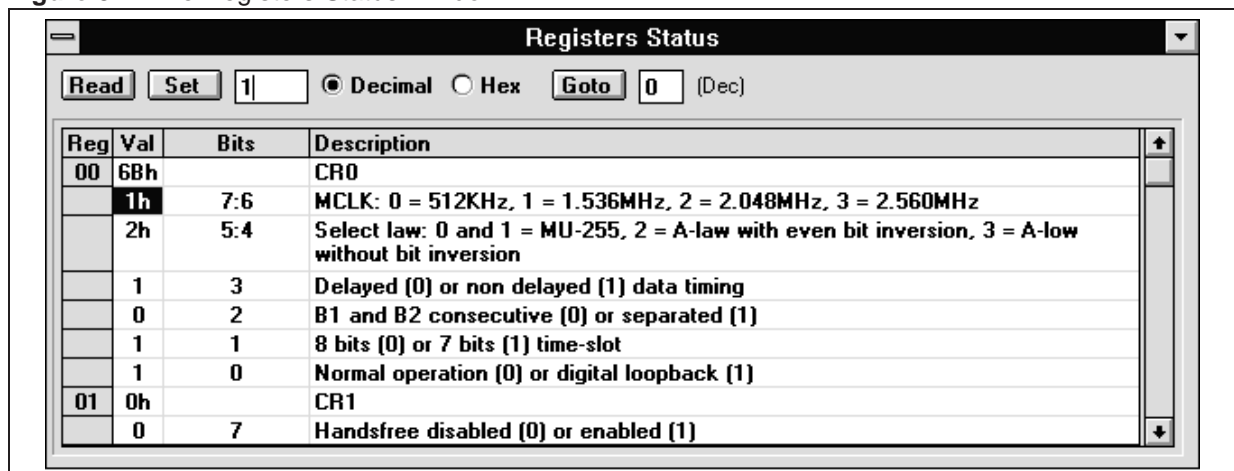 Registers Status
Read Set 1 Decimal Hex Goto 0 (Dec)
Reg Val Bits Description
00 6Bh CR0
1h 7:6 MCLK: 0 = 512KHz, 1 = 1.536MHz, 2 = 2.048MHz, 3 = 2.560MHz
2h 5:4 Select law: 0 and 1 = MU-255, 2 = A-law with even bit inversion, 3 = A-low
without bit inversion
1 3 Delayed (0) or non delayed (1) data timing
0 2 B1 and B2 consecutive (0) or separated (1)
1 1 8 bits (0) or 7 bits (1) time-slot
1 0 Normal operation (0) or digital loopback (1)
01 0h CR1
0 7 Handsfree disabled (0) or enabled (1)